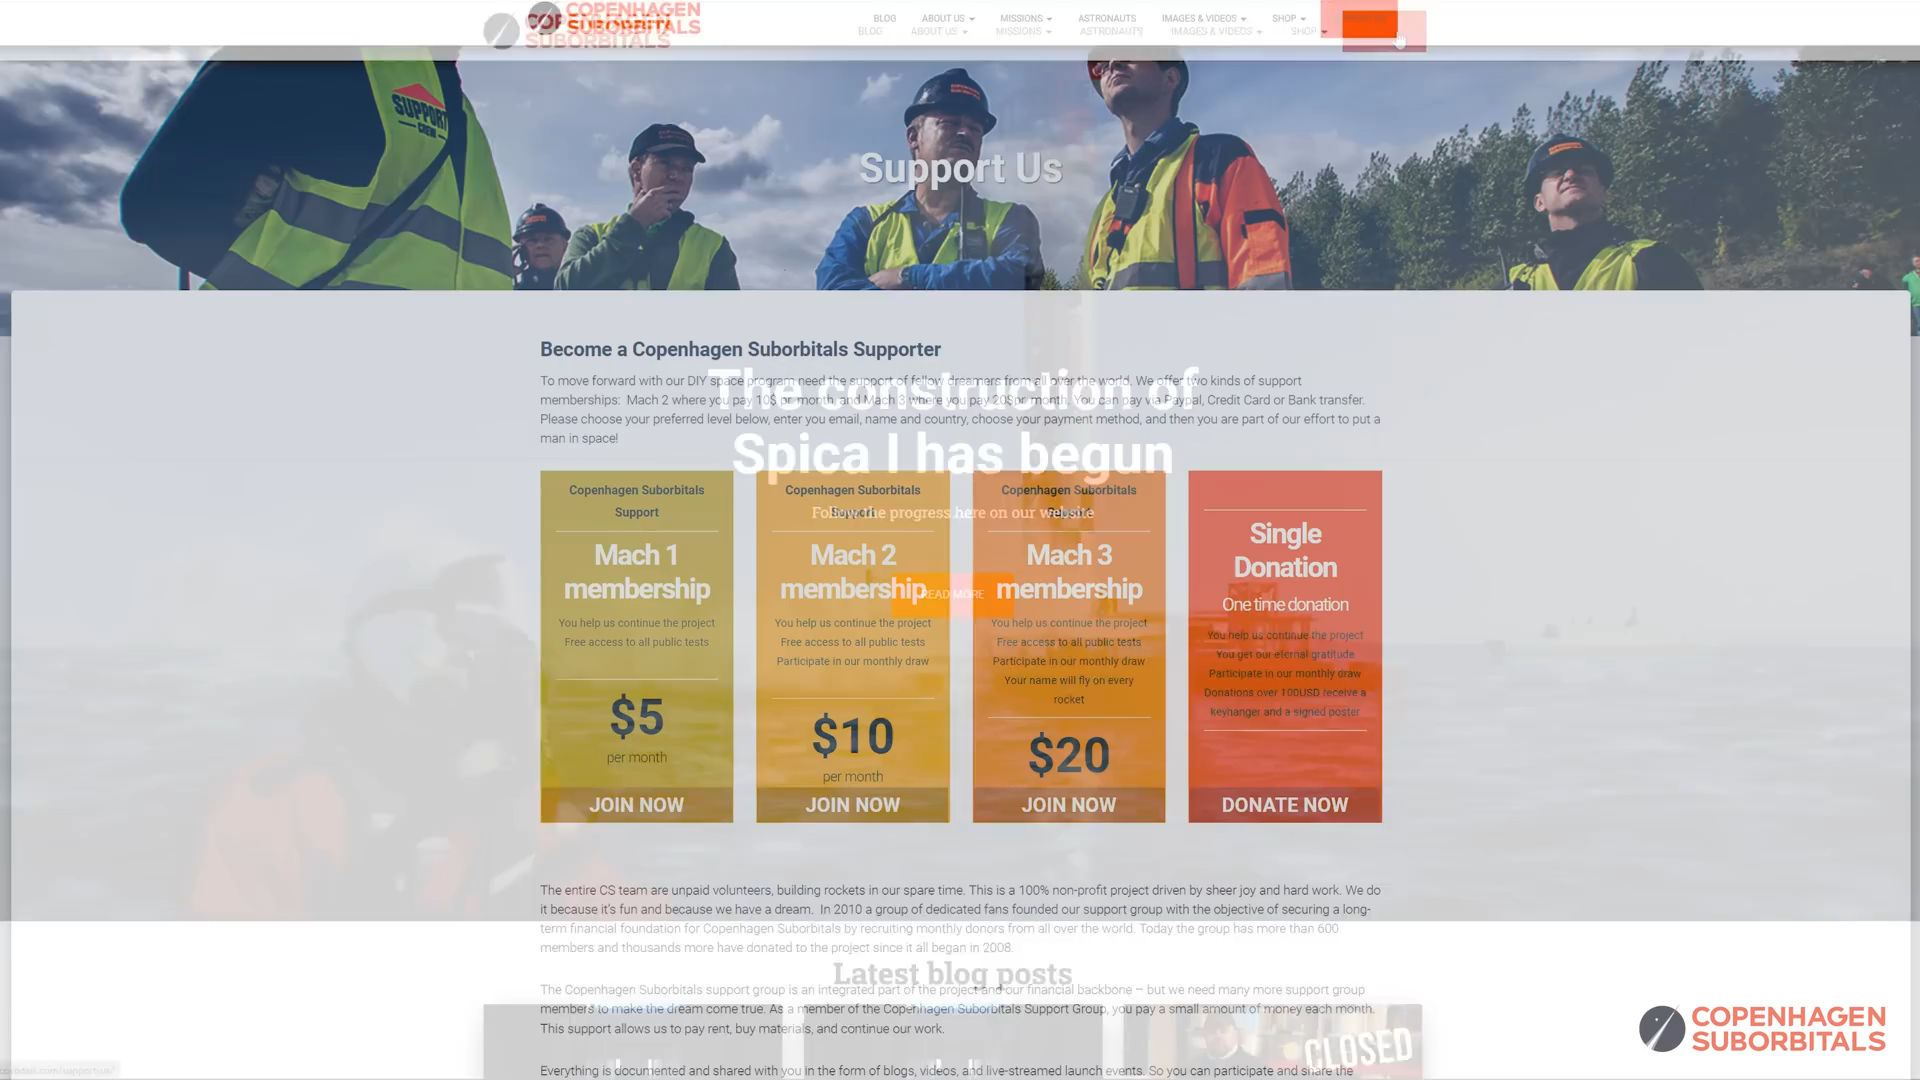 COPENHAGEN
SUBORBITALS
BLOG
ABOUT US
MISSIONS
ASTRONAUTS
IMAGES & VIDEOS
SHOP
SUBORBITALS
BLOG
ABOUT US
MISSIONS
ASTRONAUTS
IMAGES & VIDEOS
SHOP
SUPPORT
CREW
Support Us
Become a Copenhagen Suborbitals Supporter
To move forward with our DIY space program need the support of fellow dreamers from all over the world. We offer two kinds of support
memberships: Mach 2 where you pay 10$ pr month, and Mach 3 where you pay 20$pr month. You can pay via Paypal, Credit Card or Bank transfer.
Please choose your preferred level below, enter you email, name and country, choose your payment method, and then you are part of our effort to put a
man in space!
The construction of
Spica I has begun
Follow the progress here on our website
READ MORE
Copenhagen Suborbitals
Support
Mach 1
membership
You help us continue the project
Free access to all public tests
$5
per month
JOIN NOW
Copenhagen Suborbitals
Support
Mach 2
membership
You help us continue the project
Free access to all public tests
Participate in our monthly draw
$10
per month
JOIN NOW
Copenhagen Suborbitals
Support
Mach 3
membership
You help us continue the project
Free access to all public tests
Participate in our monthly draw
Your name will fly on every
rocket
$20
JOIN NOW
Single
Donation
One time donation
You help us continue the project
You get our eternal gratitude
Participate in our monthly draw
Donations over 100USD receive a
keyhanger and a signed poster
DONATE NOW
The entire CS team are unpaid volunteers, building rockets in our spare time. This is a 100% non-profit project driven by sheer joy and hard work. We do
it because it's fun and because we have a dream. In 2010 a group of dedicated fans founded our support group with the objective of securing a long-
term financial foundation for Copenhagen Suborbitals by recruiting monthly donors from all over the world. Today the group has more than 600
members and thousands more have donated to the project since it all began in 2008.
Latest blog posts
The Copenhagen Suborbitals support group is an integrated part of the project and our financial backbone – but we need many more support group
members to make the dream come true. As a member of the Copenhagen Suborbitals Support Group, you pay a small amount of money each month.
This support allows us to pay rent, buy materials, and continue our work.
CLOSED
Everything is documented and shared with you in the form of blogs, videos, and live-streamed launch events. So you can participate and share the
COPENHAGEN
SUBORBITALS